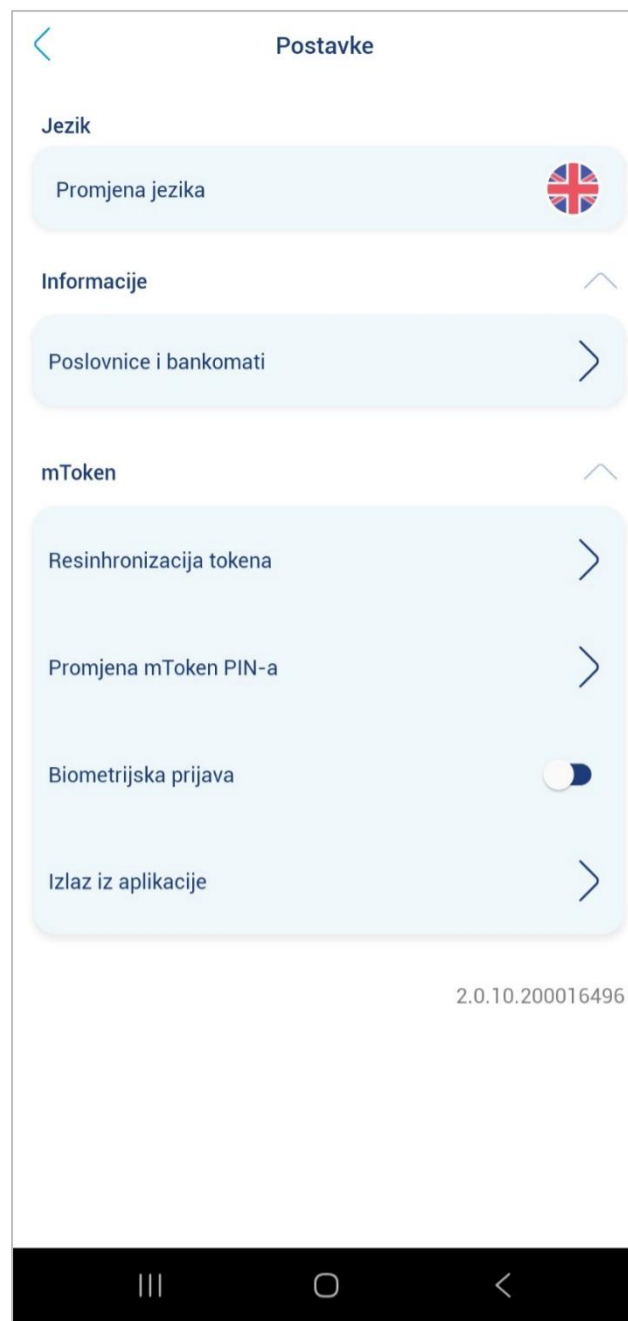 Postavke
Jezik
Promjena jezika
Informacije
Poslovnice i bankomati
mToken
Resinhronizacija tokena
Promjena mToken PIN-a
Biometrijska prijava
Izlaz iz aplikacije
2.0.10.200016496